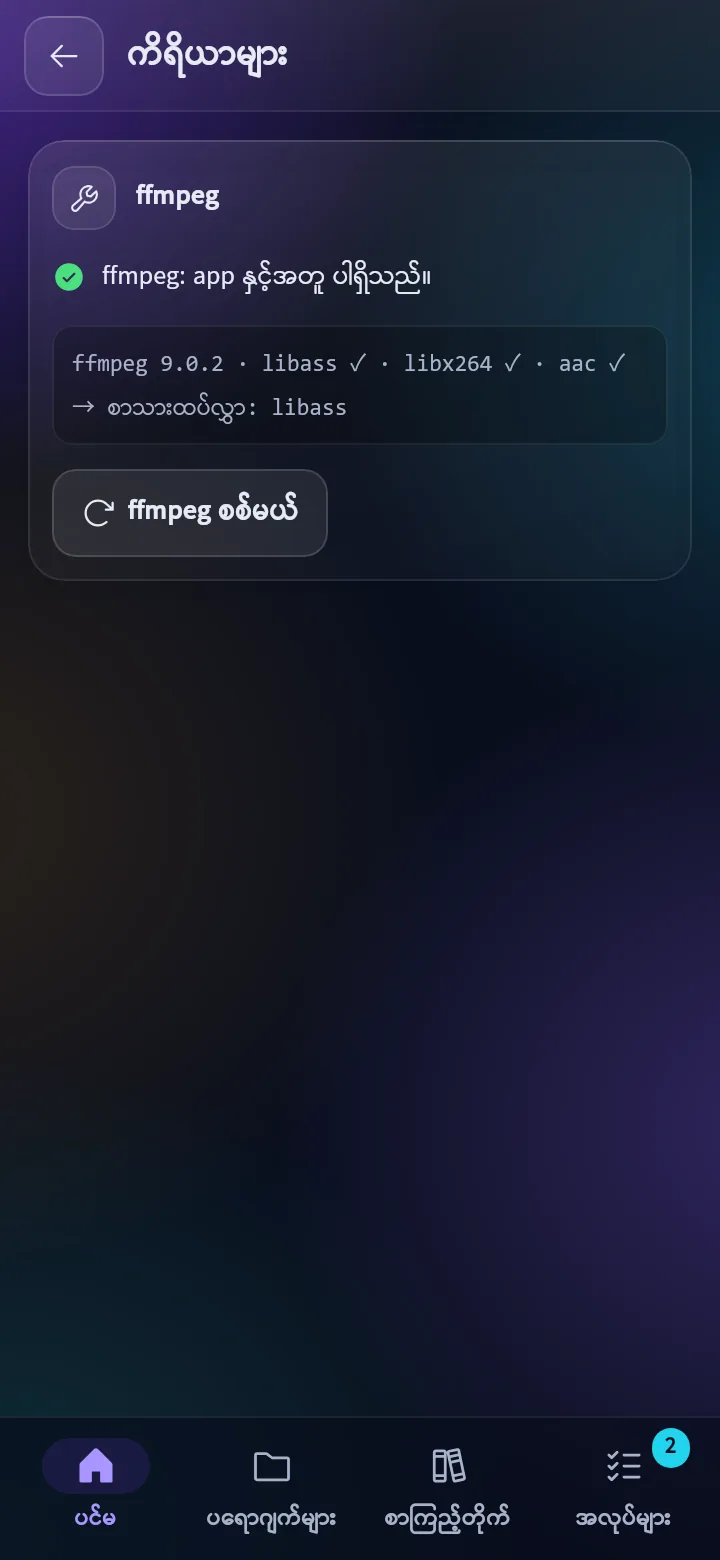 ကိရိယာများ
ffmpeg
ffmpeg: app နှင့်အတူ ပါရှိသည်။
ffmpeg 9.0.2 · libass ✓ · libx264 ✓ · aac ✓
→ စာသားထပ်လွှာ: libass
ffmpeg စစ်မယ်
2
ပင်မ
ပရောဂျက်များ
စာကြည့်တိုက်
အလုပ်များ